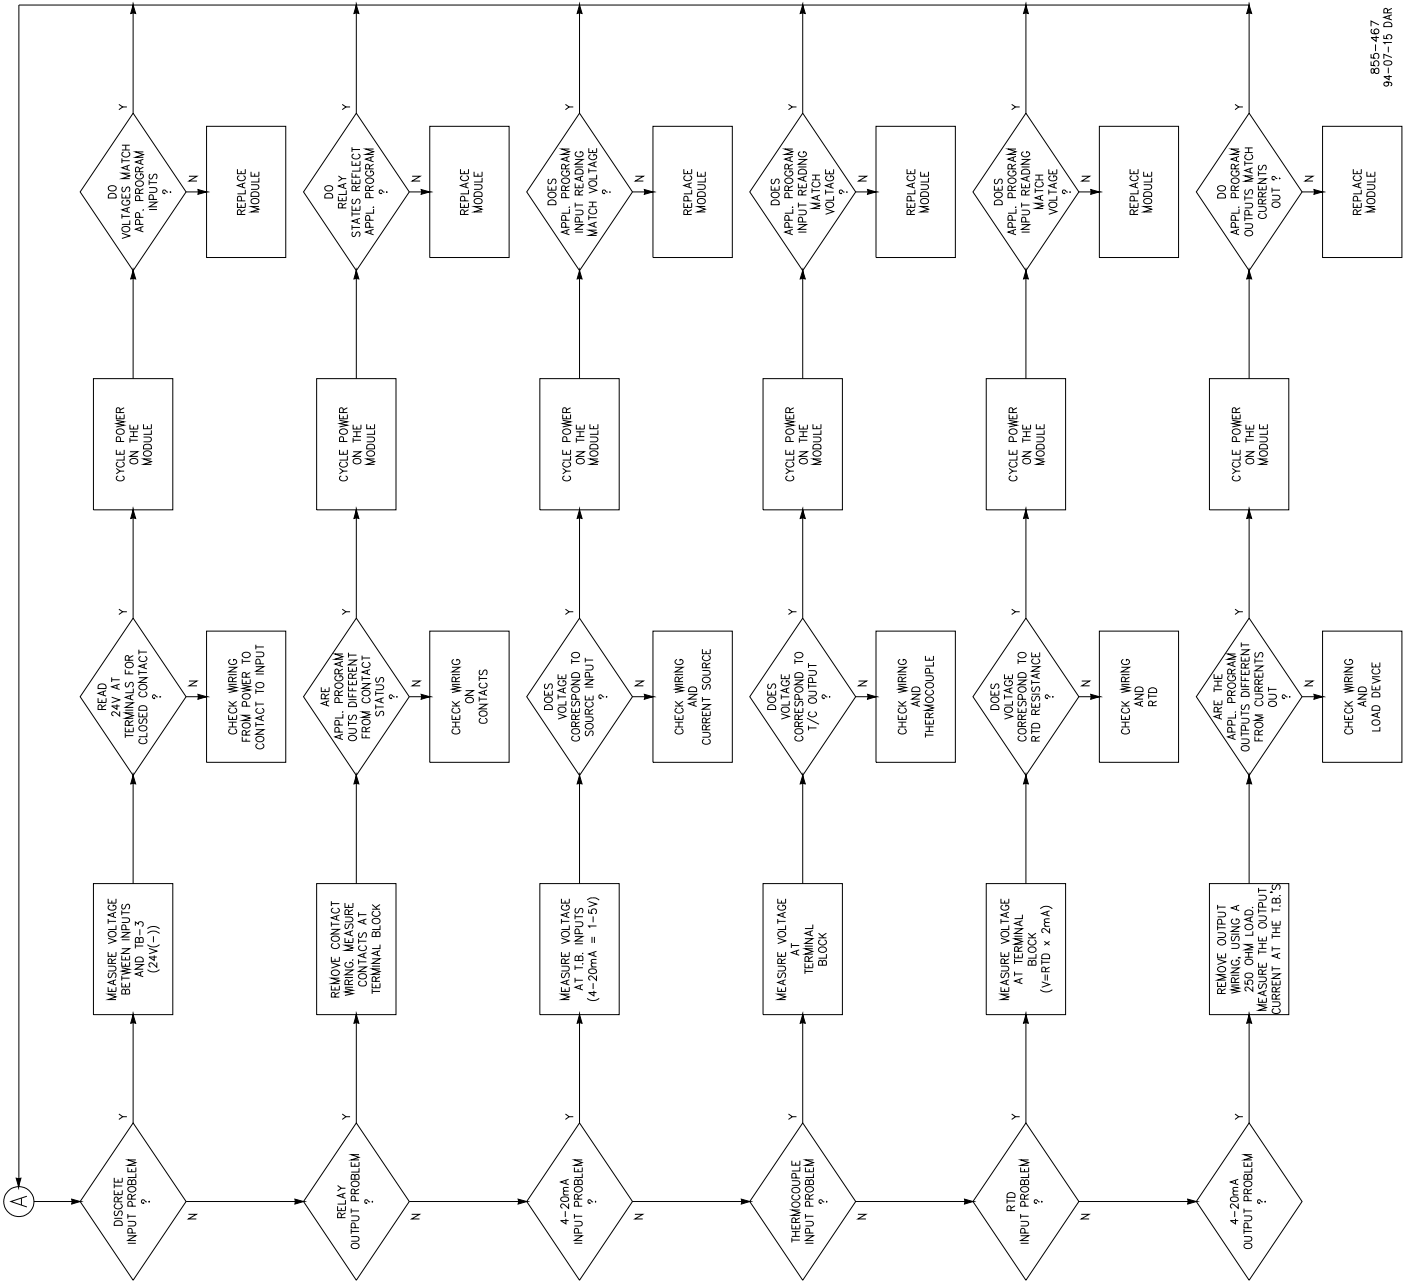 A
DISCRETE
INPUT PROBLEM
?
Y
N
MEASURE VOLTAGE
BETWEEN INPUTS
AND TB-3
(24V(-))
READ
24V AT
TERMINALS FOR
CLOSED CONTACT
?
Y
N
CHECK WIRING
FROM POWER TO
CONTACT TO INPUT
CYCLE POWER
ON THE
MODULE
DO
VOLTAGES MATCH
APP. PROGRAM
INPUTS
?
Y
N
REPLACE
MODULE
RELAY
OUTPUT PROBLEM
?
Y
N
REMOVE CONTACT
WIRING. MEASURE
CONTACTS AT
TERMINAL BLOCK
ARE
APPL. PROGRAM
OUTS DIFFERENT
FROM CONTACT
STATUS
?
Y
N
CHECK WIRING
ON
CONTACTS
CYCLE POWER
ON THE
MODULE
DO
RELAY
STATES REFLECT
APPL. PROGRAM
?
Y
N
REPLACE
MODULE
4-20mA
INPUT PROBLEM
?
Y
N
MEASURE VOLTAGE
AT T.B. INPUTS
(4-20mA = 1-5V)
DOES
VOLTAGE
CORRESPOND TO
SOURCE INPUT
?
Y
N
CHECK WIRING
AND
CURRENT SOURCE
CYCLE POWER
ON THE
MODULE
DOES
APPL. PROGRAM
INPUT READING
MATCH VOLTAGE
?
Y
N
REPLACE
MODULE
THERMOCOUPLE
INPUT PROBLEM
?
Y
N
MEASURE VOLTAGE
AT
TERMINAL
BLOCK
DOES
VOLTAGE
CORRESPOND TO
T/C OUTPUT
?
Y
N
CHECK WIRING
AND
THERMOCOUPLE
CYCLE POWER
ON THE
MODULE
DOES
APPL. PROGRAM
INPUT READING
MATCH
VOLTAGE
?
Y
N
REPLACE
MODULE
RTD
INPUT PROBLEM
?
Y
N
MEASURE VOLTAGE
AT TERMINAL
BLOCK
(V=RTD x 2mA)
DOES
VOLTAGE
CORRESPOND TO
RTD RESISTANCE
?
Y
N
CHECK WIRING
AND
RTD
CYCLE POWER
ON THE
MODULE
DOES
APPL. PROGRAM
INPUT READING
MATCH
VOLTAGE
?
Y
N
REPLACE
MODULE
4-20mA
OUTPUT PROBLEM
?
Y
REMOVE OUTPUT
WIRING, USING A
250 OHM LOAD.
MEASURE THE OUTPUT
CURRENT AT THE T.B.'S
ARE THE
APPL. PROGRAM
OUTPUTS DIFFERENT
FROM CURRENTS
OUT
?
Y
N
CHECK WIRING
AND
LOAD DEVICE
CYCLE POWER
ON THE
MODULE
DO
APPL. PROGRAM
OUTPUTS MATCH
CURRENTS
OUT ?
Y
N
REPLACE
MODULE
855-467
94-07-15 DAR